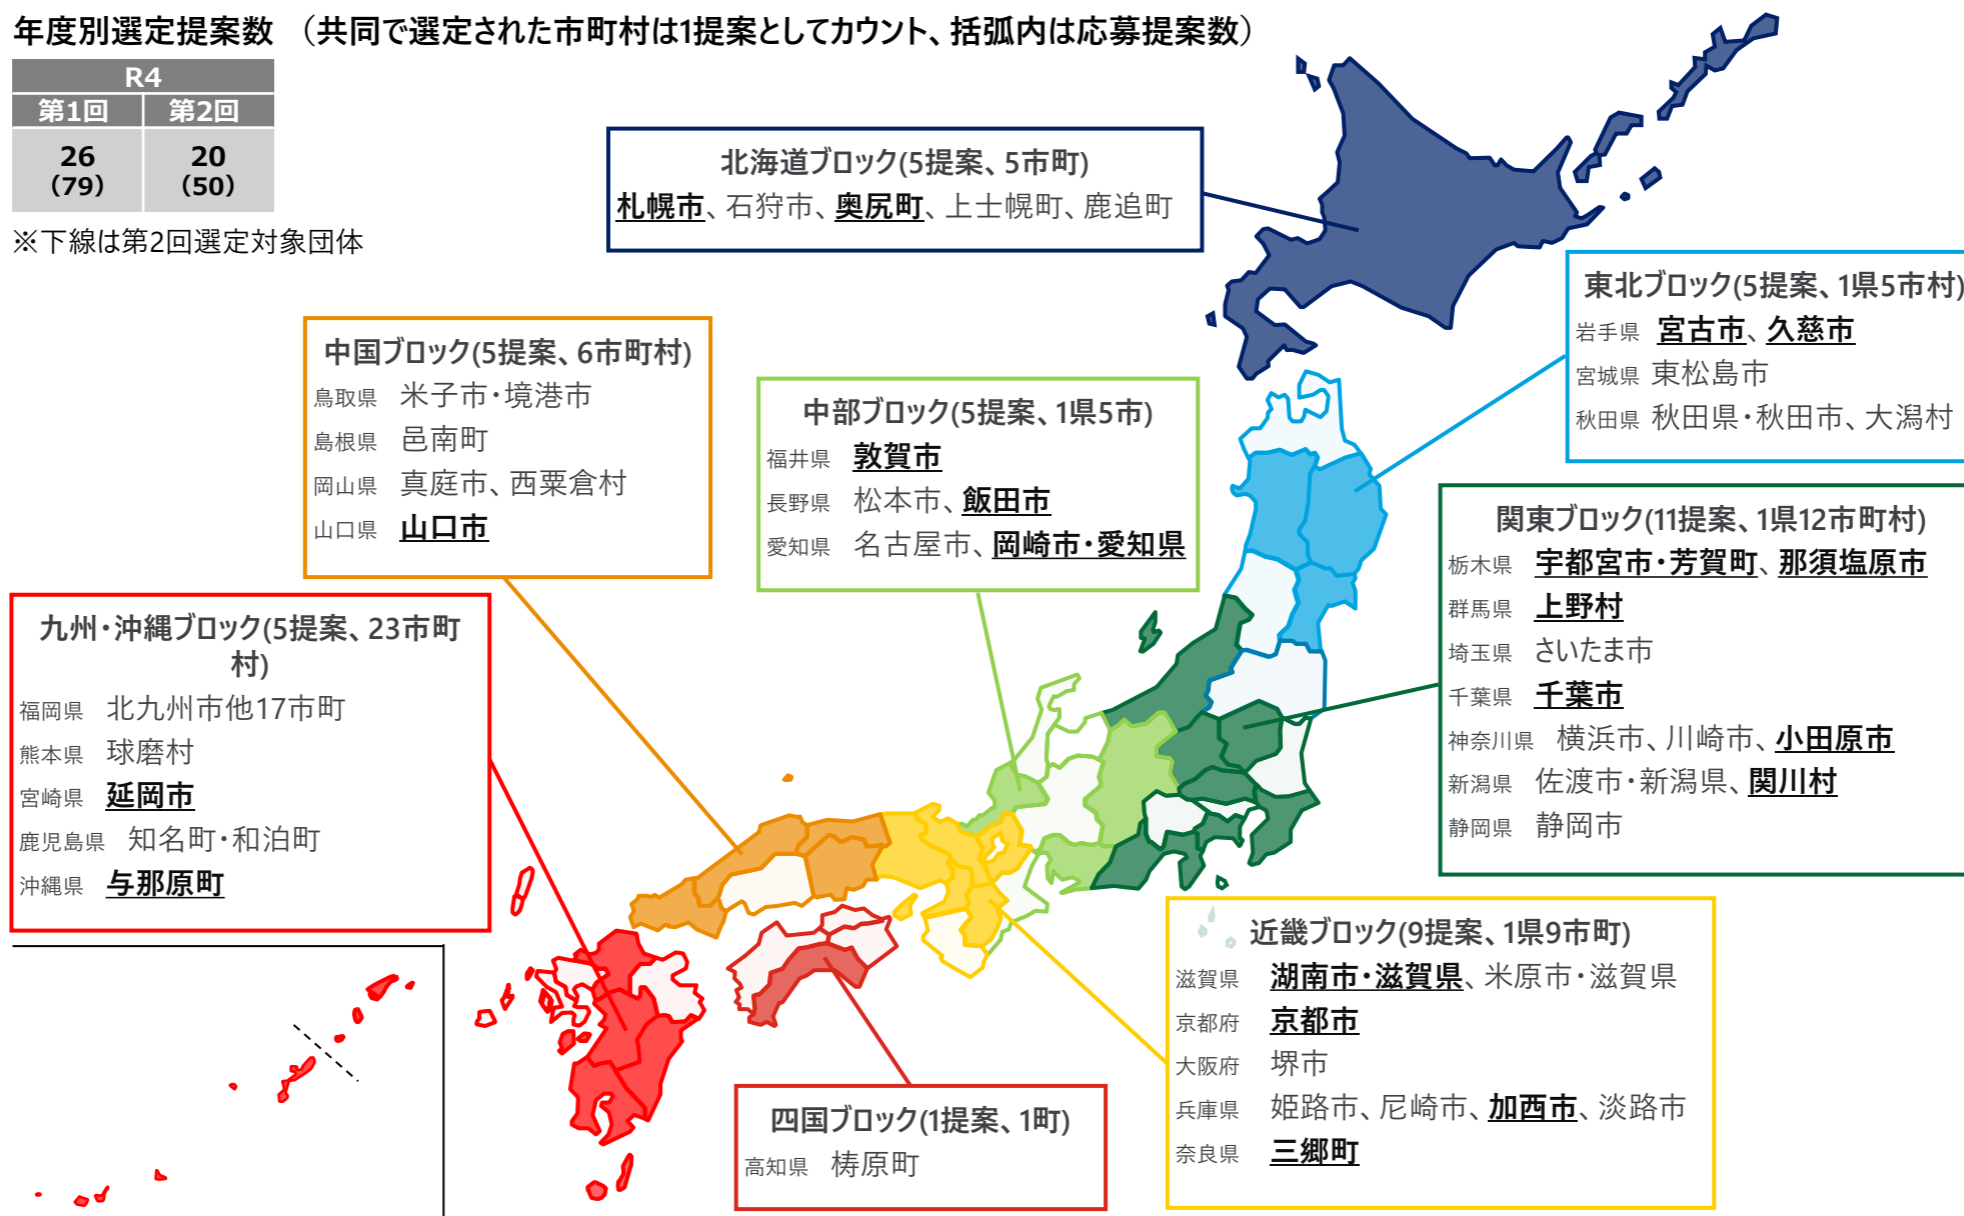 年度別選定提案数 （共同で選定された市町村は1提案としてカウント、括弧内は応募提案数）
R4
第1回 第2回
26 20
（79） （50）
※下線は第2回選定対象団体
北海道ブロック(5提案、5市町)
札幌市、石狩市、奥尻町、上士幌町、鹿追町
東北ブロック(5提案、1県5市村)
岩手県 宮古市、久慈市
宮城県 東松島市
秋田県 秋田県・秋田市、大潟村
中国ブロック(5提案、6市町村)
鳥取県 米子市・境港市
島根県 邑南町
岡山県 真庭市、西粟倉村
山口県 山口市
中部ブロック(5提案、1県5市)
福井県 敦賀市
長野県 松本市、飯田市
愛知県 名古屋市、岡崎市・愛知県
関東ブロック(11提案、1県12市町村)
栃木県 宇都宮市・芳賀町、那須塩原市
群馬県 上野村
埼玉県 さいたま市
千葉県 千葉市
神奈川県 横浜市、川崎市、小田原市
新潟県 佐渡市・新潟県、関川村
静岡県 静岡市
九州・沖縄ブロック(5提案、23市町
村)
福岡県 北九州市他17市町
熊本県 球磨村
宮崎県 延岡市
鹿児島県 知名町・和泊町
沖縄県 与那原町
近畿ブロック(9提案、1県9市町)
滋賀県 湖南市・滋賀県、米原市・滋賀県
京都府 京都市
大阪府 堺市
兵庫県 姫路市、尼崎市、加西市、淡路市
奈良県 三郷町
四国ブロック(1提案、1町)
高知県 梼原町